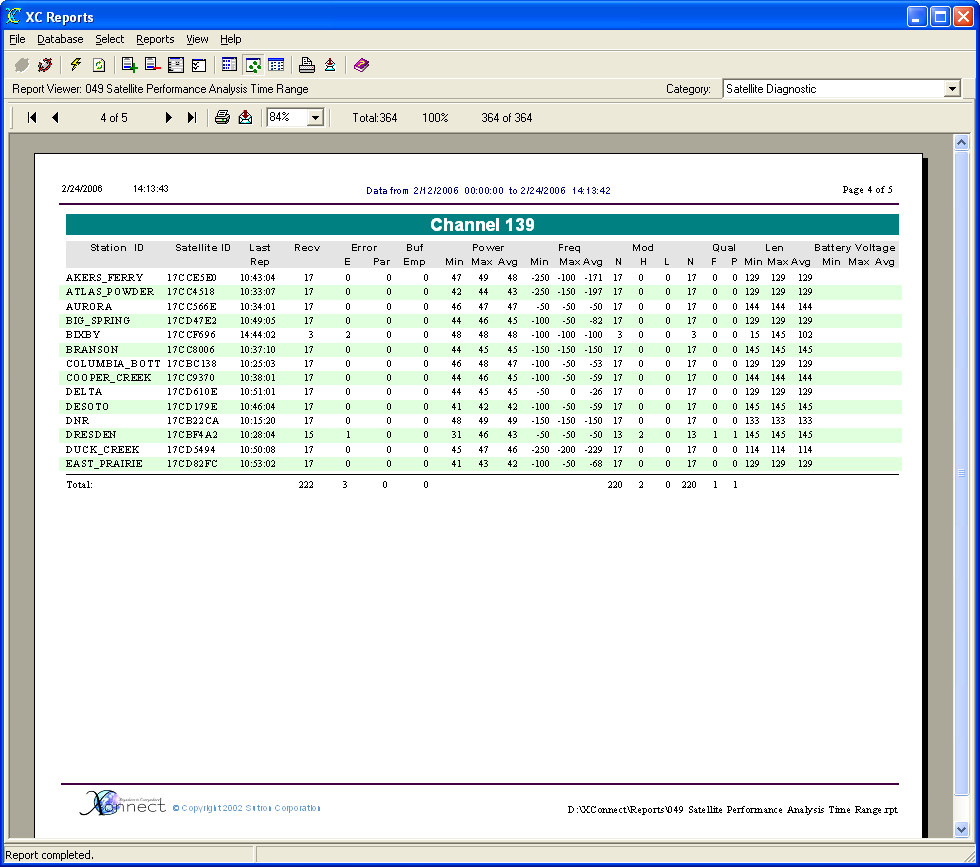 XC Reports
File Database Select Reports View Help
Report Viewer: 049 Satellite Performance Analysis Time Range Category: Satellite Diagnostic
4 of 5 84% Total:364 100% 364 of 364
2/24/2006 14:13:43 Data from 2/12/2006 00:00:00 to 2/24/2006 14:13:42 Page 4 of 5
Channel 139
Station ID Satellite ID Last Recv Error Buf Power Freq Mod Qual Len Battery Voltage
Rep E Par Emp Min Max Avg Min Max Avg N H L N F P Min Max Avg Min Max Avg
AKERS_FERRY 17CCE5E0 10:43:04 17 0 0 0 47 49 48 -250 -100 -171 17 0 0 17 0 0 129 129 129
ATLAS_POWDER 17CC4518 10:33:07 17 0 0 0 42 44 43 -250 -150 -197 17 0 0 17 0 0 129 129 129
AURORA 17CC566E 10:34:01 17 0 0 0 46 47 47 -50 -50 -50 17 0 0 17 0 0 144 144 144
BIG_SPRING 17CD47E2 10:49:05 17 0 0 0 44 46 45 -100 -50 -82 17 0 0 17 0 0 129 129 129
BIXBY 17CCF696 14:44:02 3 2 0 0 48 48 48 -100 -100 -100 3 0 0 3 0 0 15 145 102
BRANSON 17CC8006 10:37:10 17 0 0 0 44 45 45 -150 -150 -150 17 0 0 17 0 0 145 145 145
COLUMBIA_BOTT 17CBC138 10:25:03 17 0 0 0 46 48 47 -100 -50 -53 17 0 0 17 0 0 129 129 129
COOPER_CREEK 17CC9370 10:38:01 17 0 0 0 44 46 45 -100 -50 -59 17 0 0 17 0 0 144 144 144
DELTA 17CD610E 10:51:01 17 0 0 0 44 45 45 -50 0 -26 17 0 0 17 0 0 129 129 129
DESOTO 17CD179E 10:46:04 17 0 0 0 41 42 42 -100 -50 -59 17 0 0 17 0 0 145 145 145
DNR 17CB22CA 10:15:20 17 0 0 0 48 49 49 -150 -150 -150 17 0 0 17 0 0 133 133 133
DRESDEN 17CBF4A2 10:28:04 15 1 0 0 31 46 43 -50 -50 -50 13 2 0 13 1 1 145 145 145
DUCK_CREEK 17CD5494 10:50:08 17 0 0 0 45 47 46 -250 -200 -229 17 0 0 17 0 0 114 114 114
EAST_PRAIRIE 17CD82FC 10:53:02 17 0 0 0 41 43 42 -100 -50 -68 17 0 0 17 0 0 129 129 129
Total: 222 3 0 0 220 2 0 220 1 1
Xconnect © Copyright 2002 Sutron Corporation D:\XConnect\Reports\049 Satellite Performance Analysis Time Range.rpt
Report completed.